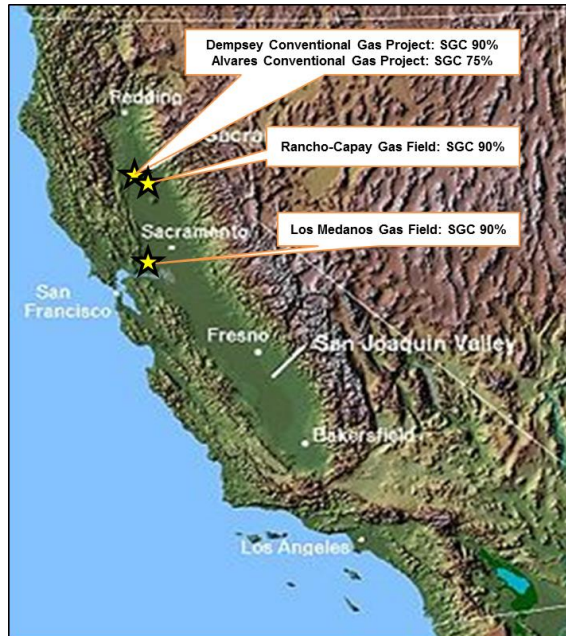 Dempsey Conventional Gas Project: SGC 90%
Alvares Conventional Gas Project: SGC 75%
Redding
Sacra
Rancho-Capay Gas Field: SGC 90%
Los Medanos Gas Field: SGC 90%
Sacramento
San
Francisco
Fresno
San Joaquin Valley
Bakersfield
Los Angeles